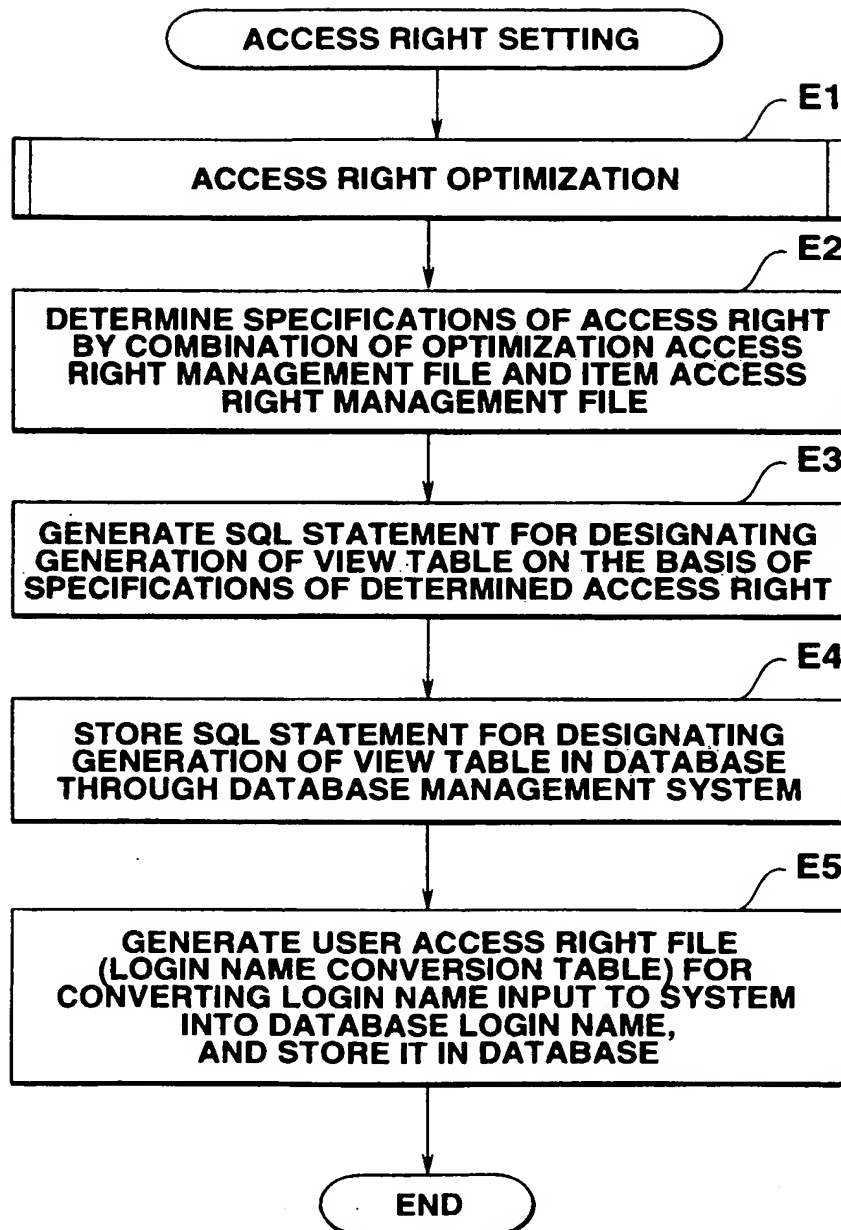 ACCESS RIGHT SETTING
E1
ACCESS RIGHT OPTIMIZATION
E2
DETERMINE SPECIFICATIONS OF ACCESS RIGHT
BY COMBINATION OF OPTIMIZATION ACCESS
RIGHT MANAGEMENT FILE AND ITEM ACCESS
RIGHT MANAGEMENT FILE
E3
GENERATE SQL STATEMENT FOR DESIGNATING
GENERATION OF VIEW TABLE ON THE BASIS OF
SPECIFICATIONS OF DETERMINED ACCESS RIGHT
E4
STORE SQL STATEMENT FOR DESIGNATING
GENERATION OF VIEW TABLE IN DATABASE
THROUGH DATABASE MANAGEMENT SYSTEM
E5
GENERATE USER ACCESS RIGHT FILE
(LOGIN NAME CONVERSION TABLE) FOR
CONVERTING LOGIN NAME INPUT TO SYSTEM
INTO DATABASE LOGIN NAME,
AND STORE IT IN DATABASE
END